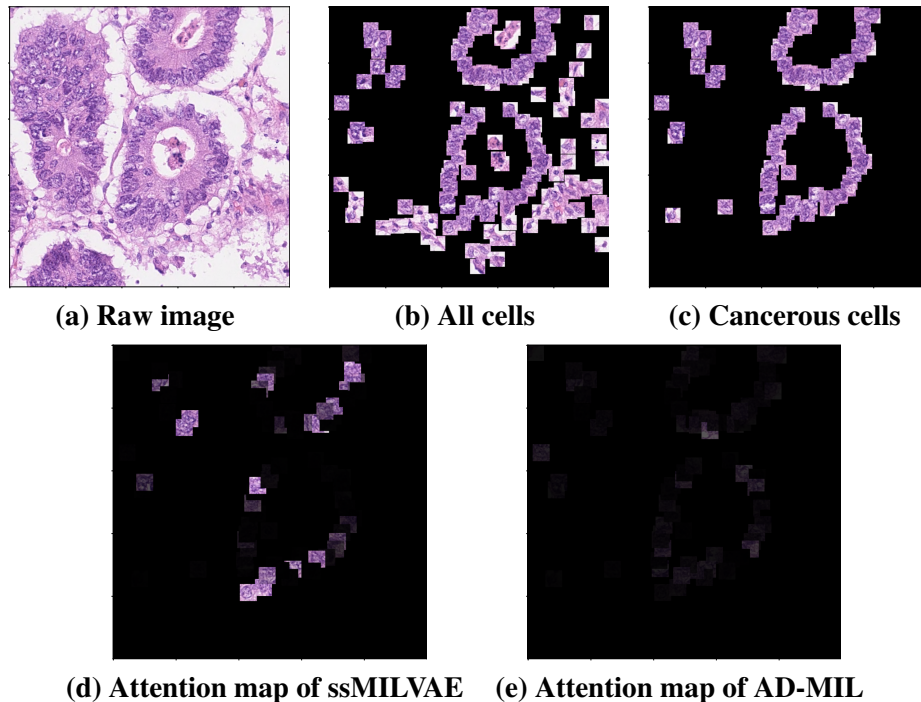 (a) Raw image
(b) All cells
(c) Cancerous cells
(d) Attention map of ssMILVAE
(e) Attention map of AD-MIL